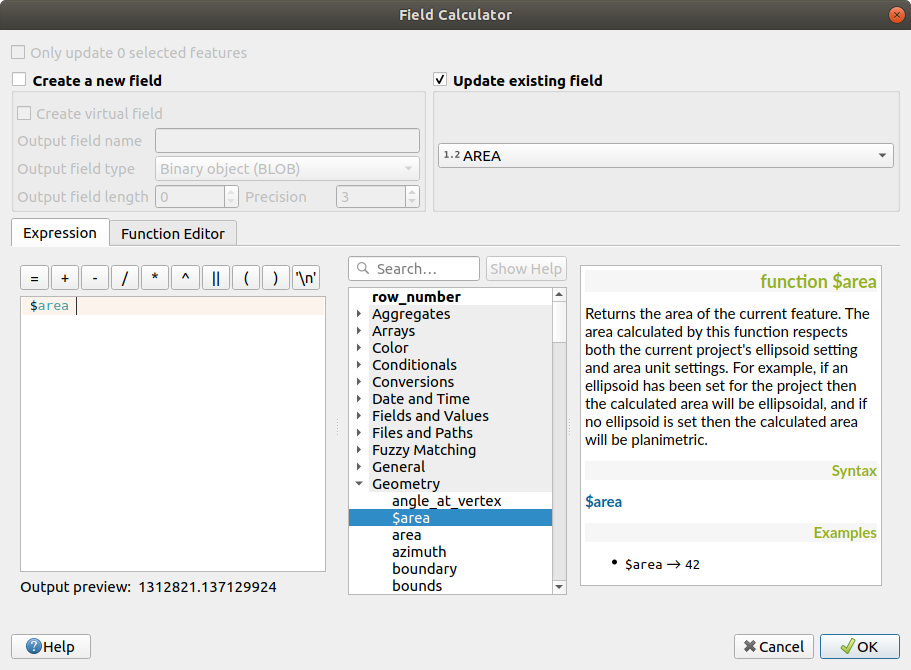 Field Calculator
Only update 0 selected features
Create a new field
Update existing field
Create virtual field
Output field name
Output field type Binary object (BLOB)
Output field length 0 Precision 3
1.2 AREA
Expression Function Editor
= + - / * ^ || ( ) '\n'
$area
Output preview: 1312821.137129924
Search… Show Help
row_number
Aggregates
Arrays
Color
Conditionals
Conversions
Date and Time
Fields and Values
Files and Paths
Fuzzy Matching
General
Geometry
angle_at_vertex
$area
area
azimuth
boundary
bounds
function $area
Returns the area of the current feature. The
area calculated by this function respects
both the current project's ellipsoid setting
and area unit settings. For example, if an
ellipsoid has been set for the project then
the calculated area will be ellipsoidal, and if
no ellipsoid is set then the calculated area
will be planimetric.
Syntax
$area
Examples
• $area → 42
Help Cancel OK